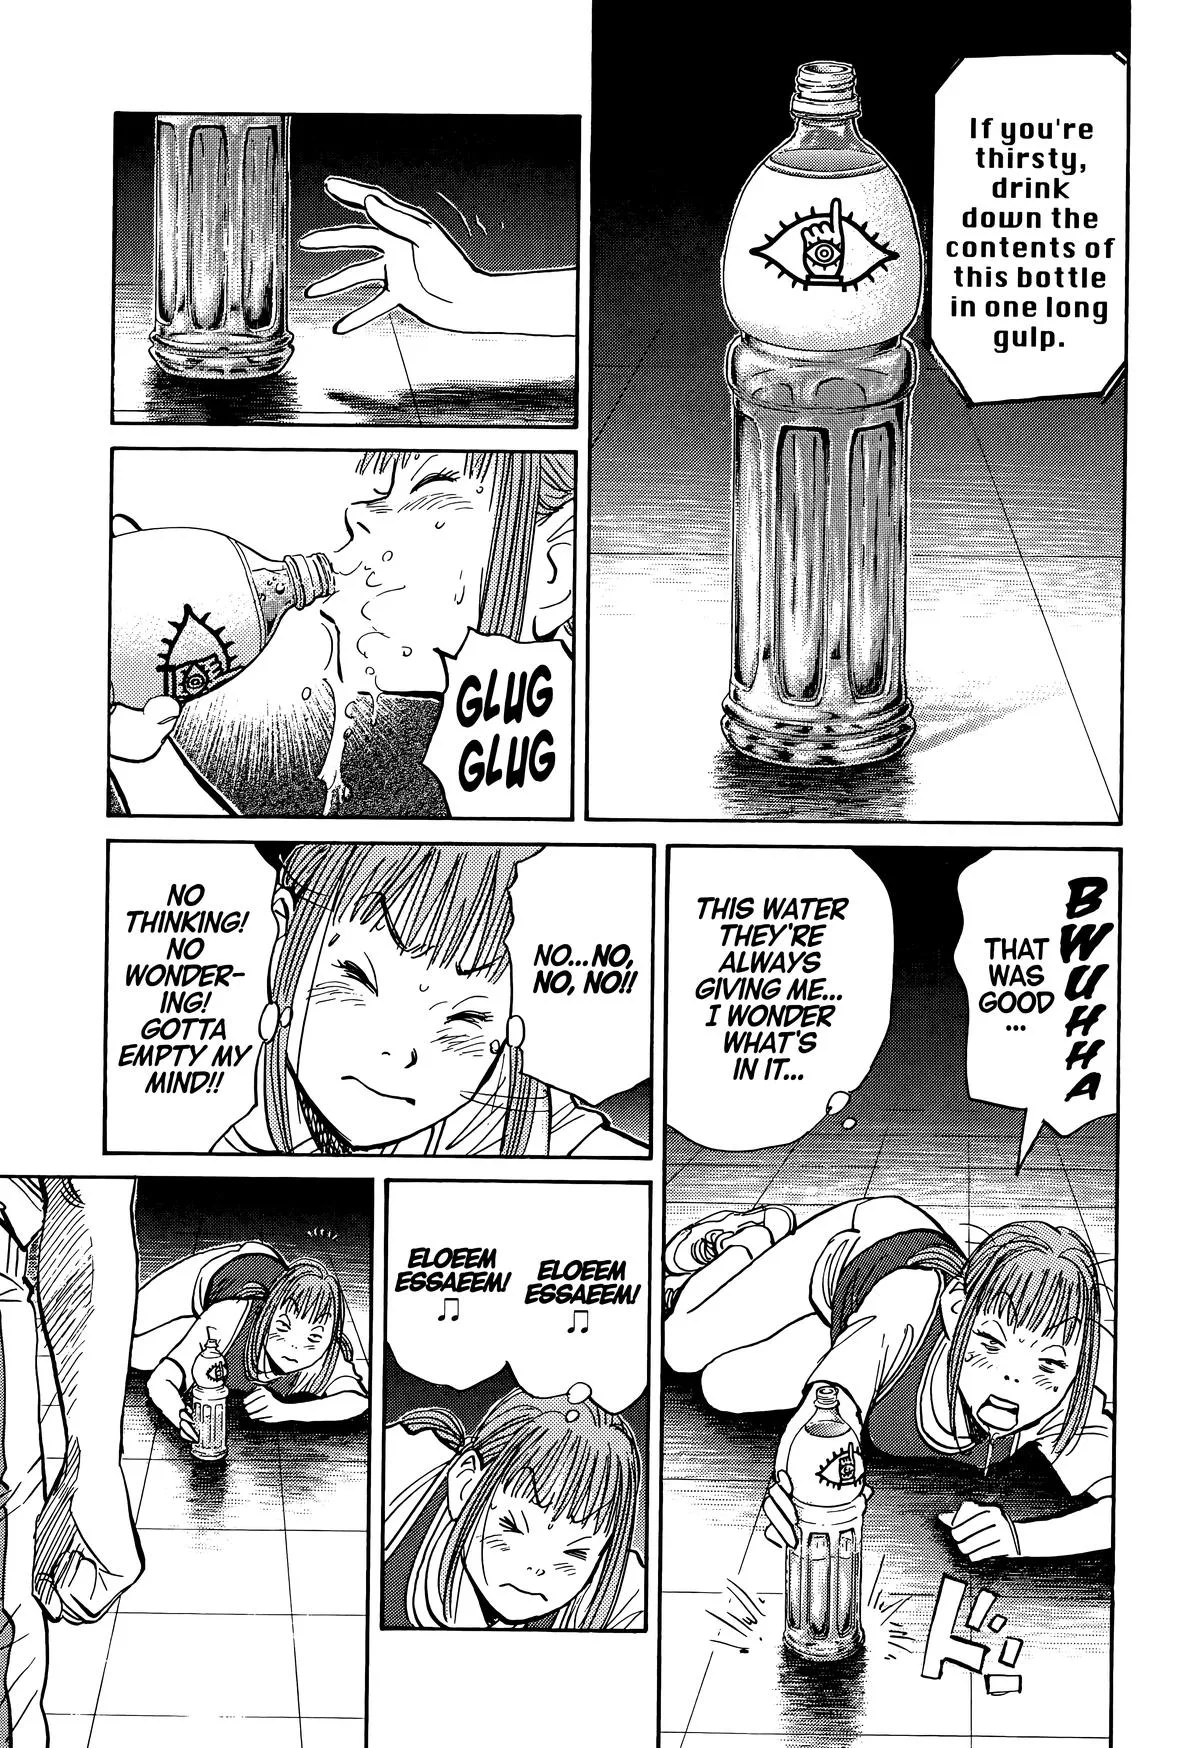 If you're
thirsty,
drink
down the
contents of
this bottle
in one long
gulp.
GLUG
GLUG
BWUHHA
THAT
WAS
GOOD
...
THIS WATER
THEY'RE
ALWAYS
GIVING ME...
I WONDER
WHAT'S
IN IT...
ドン
NO...NO,
NO, NO!!
NO
THINKING!
NO
WONDER-
ING!
GOTTA
EMPTY MY
MIND!!
ELOEEM
ESSAEEM!
♫
ELOEEM
ESSAEEM!
♫